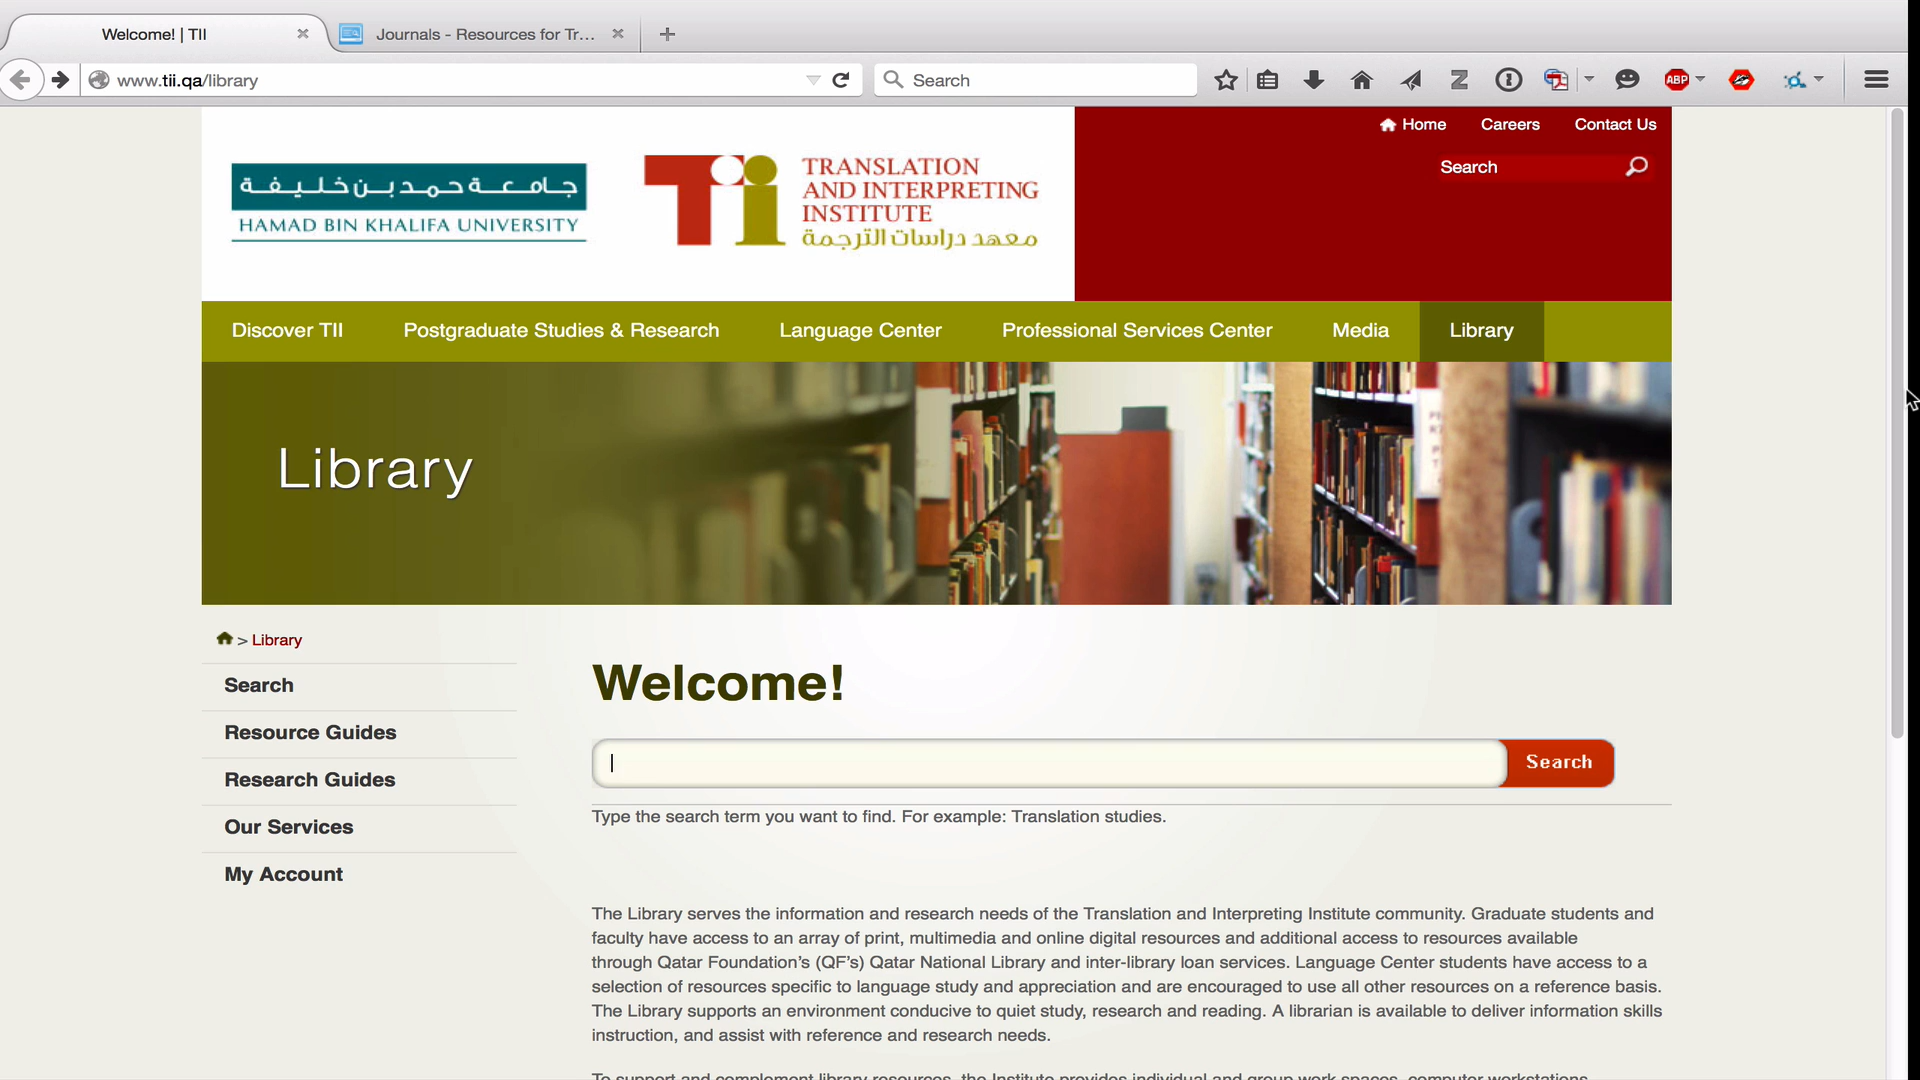 Welcome! | TII
Journals - Resources for Tr...
www.tii.qa/library
Search
ABP
Home
Careers
Contact Us
Search
جامعة حمد بن خليفة
HAMAD BIN KHALIFA UNIVERSITY
Ti
TRANSLATION
AND INTERPRETING
INSTITUTE
معهد دراسات الترجمة
Discover TII
Postgraduate Studies & Research
Language Center
Professional Services Center
Media
Library
Library
> Library
Search
Resource Guides
Research Guides
Our Services
My Account
Welcome!
Search
Type the search term you want to find. For example: Translation studies.
The Library serves the information and research needs of the Translation and Interpreting Institute community. Graduate students and
faculty have access to an array of print, multimedia and online digital resources and additional access to resources available
through Qatar Foundation’s (QF’s) Qatar National Library and inter-library loan services. Language Center students have access to a
selection of resources specific to language study and appreciation and are encouraged to use all other resources on a reference basis.
The Library supports an environment conducive to quiet study, research and reading. A librarian is available to deliver information skills
instruction, and assist with reference and research needs.
To support and complement library resources, the Institute provides individual and group work spaces, computer workstations